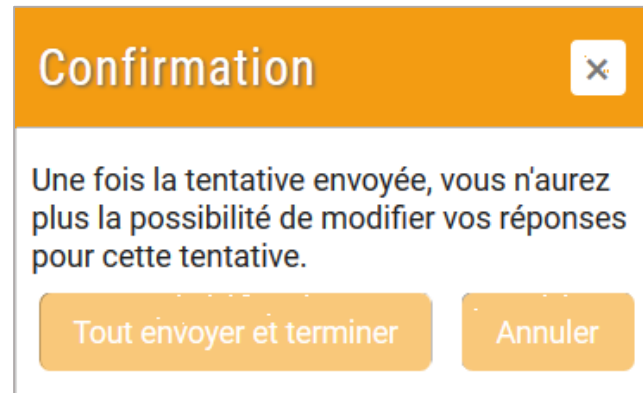 Confirmation
Une fois la tentative envoyée, vous n'aurez
plus la possibilité de modifier vos réponses
pour cette tentative.
Tout envoyer et terminer Annuler